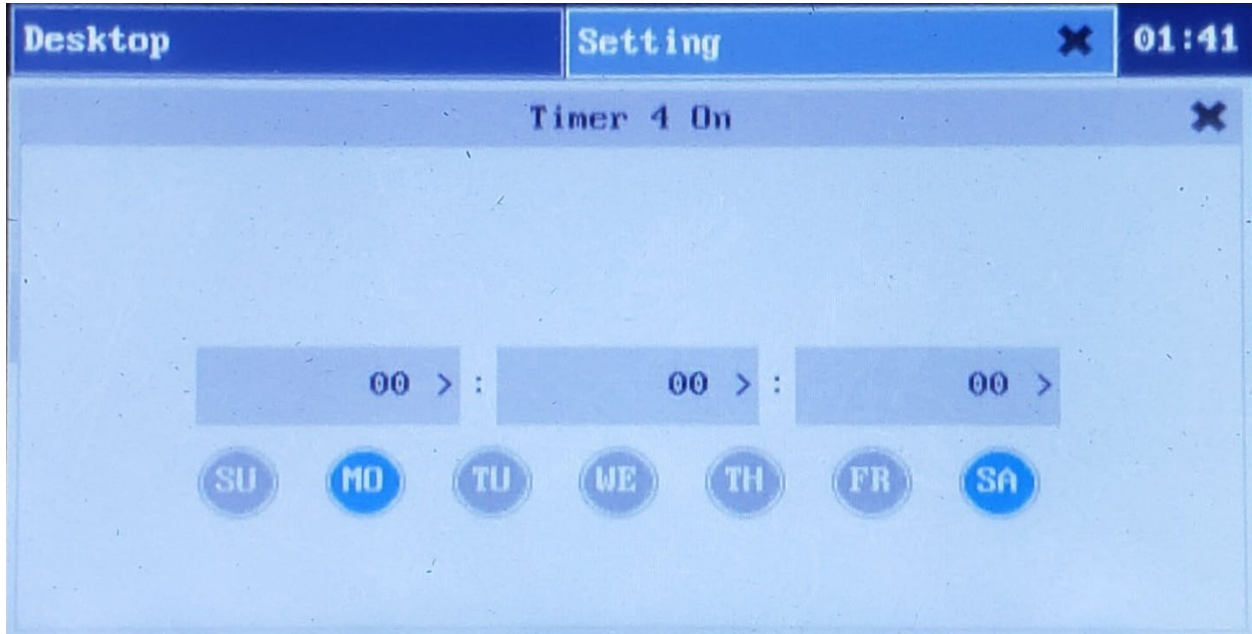 Desktop Setting ✖ 01:41
Timer 4 On ✖
00 > : 00 > : 00 >
SU MO TU WE TH FR SA